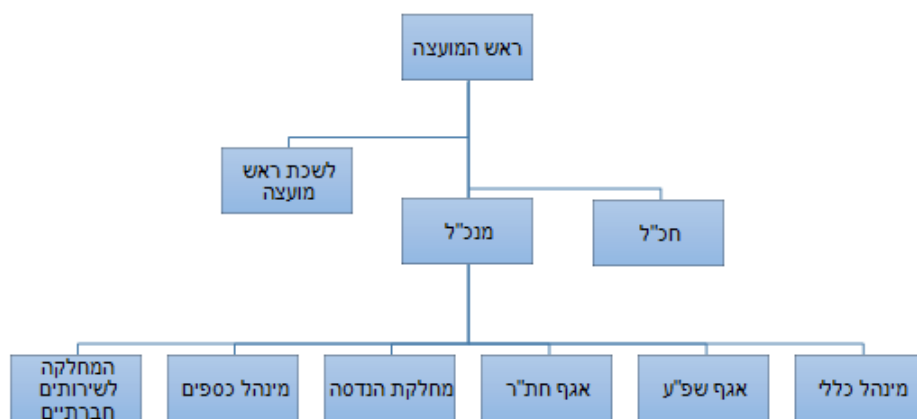 ראש המועצה
לשכת ראש
מועצה
מנכ"ל
חכ"ל
מינהל כללי
אגף שפ"ע
אגף חת"ר
מחלקת הנדסה
מינהל כספים
המחלקה
לשירותים
חברתיים